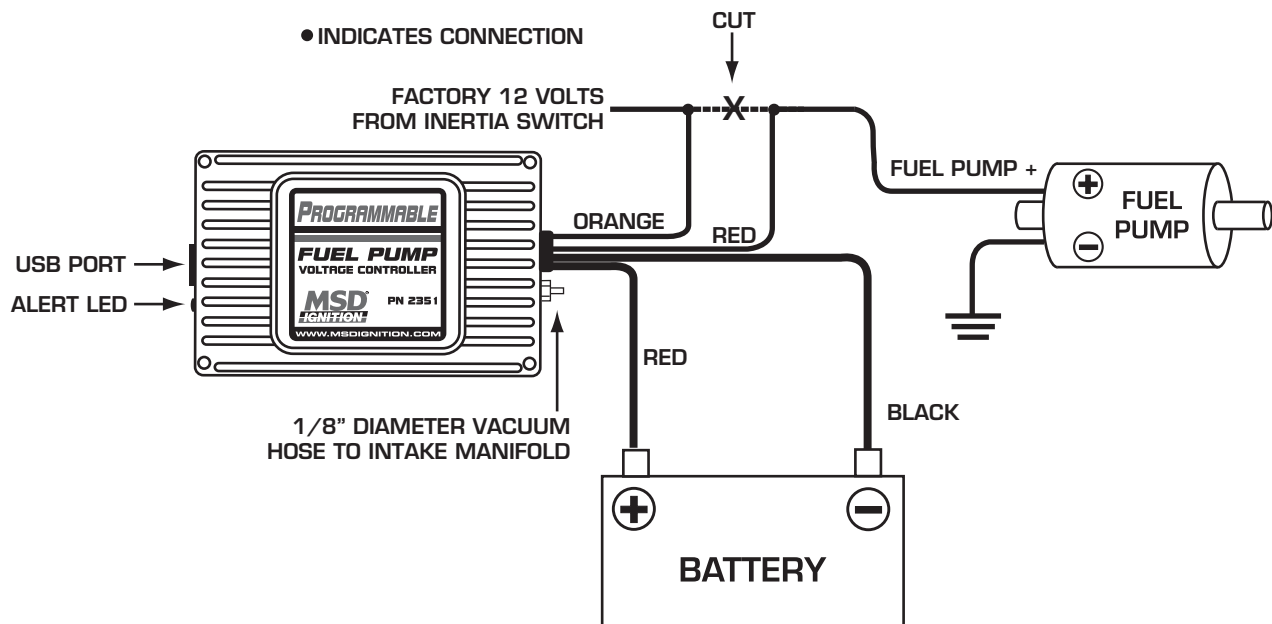 CUT
● INDICATES CONNECTION
FACTORY 12 VOLTS
FROM INERTIA SWITCH
FUEL PUMP +
+
FUEL
PUMP
−
ORANGE
RED
PROGRAMMABLE
FUEL PUMP
VOLTAGE CONTROLLER
MSD
IGNITION
PN 2351
WWW.MSDIGNITION.COM
USB PORT
ALERT LED
RED
BLACK
1/8” DIAMETER VACUUM
HOSE TO INTAKE MANIFOLD
+
−
BATTERY